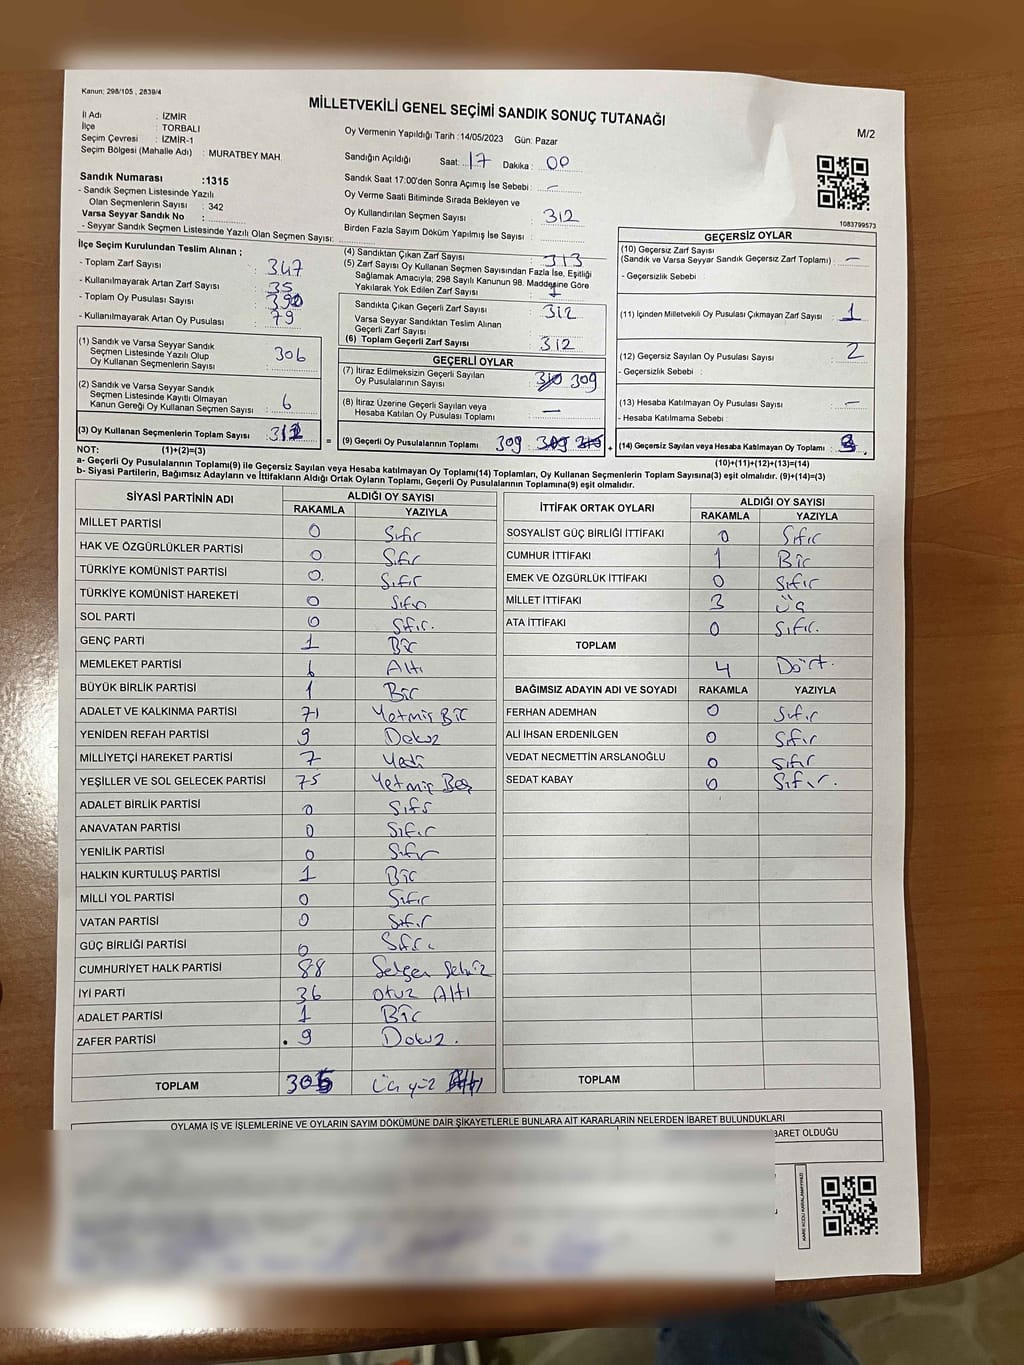 Kanun: 298/105 , 2839/4
MİLLETVEKİLİ GENEL SEÇİMİ SANDIK SONUÇ TUTANAĞI
M/2
İl Adı : İZMİR
İlçe : TORBALI
Seçim Çevresi : İZMİR-1
Seçim Bölgesi (Mahalle Adı) : MURATBEY MAH.
Sandık Numarası :1315
- Sandık Seçmen Listesinde Yazılı
Olan Seçmenlerin Sayısı : 342
Varsa Seyyar Sandık No :
- Seyyar Sandık Seçmen Listesinde Yazılı Olan Seçmen Sayısı:
Oy Vermenin Yapıldığı Tarih :14/05/2023 Gün: Pazar
Sandığın Açıldığı Saat: 17 Dakika : 00
Sandık Saat 17:00'den Sonra Açımış İse Sebebi : -
Oy Verme Saati Bitiminde Sırada Bekleyen ve
Oy Kullandırılan Seçmen Sayısı : 312
Birden Fazla Sayım Döküm Yapılmış İse Sayısı :
1083799573
İlçe Seçim Kurulundan Teslim Alınan ;
- Toplam Zarf Sayısı : 347
- Kullanılmayarak Artan Zarf Sayısı : 35
- Toplam Oy Pusulası Sayısı : 390
- Kullanılmayarak Artan Oy Pusulası : 79
(1) Sandık ve Varsa Seyyar Sandık
Seçmen Listesinde Yazılı Olup
Oy Kullanan Seçmenlerin Sayısı : 306
(2) Sandık ve Varsa Seyyar Sandık
Seçmen Listesinde Kayıtlı Olmayan
Kanun Gereği Oy Kullanan Seçmen Sayısı : 6
(3) Oy Kullanan Seçmenlerin Toplam Sayısı : 312
(4) Sandıktan Çıkan Zarf Sayısı : 313
(5) Zarf Sayısı Oy Kullanan Seçmen Sayısından Fazla İse, Eşitliği
Sağlamak Amacıyla; 298 Sayılı Kanunun 98. Maddesine Göre
Yakılarak Yok Edilen Zarf Sayısı : 1
Sandıkta Çıkan Geçerli Zarf Sayısı : 312
Varsa Seyyar Sandıktan Teslim Alınan
Geçerli Zarf Sayısı :
(6) Toplam Geçerli Zarf Sayısı : 312
GEÇERLİ OYLAR
(7) İtiraz Edilmeksizin Geçerli Sayılan
Oy Pusulalarının Sayısı : 310 309
(8) İtiraz Üzerine Geçerli Sayılan veya
Hesaba Katılan Oy Pusulası Toplamı : -
= (9) Geçerli Oy Pusulalarının Toplamı : 309 +
GEÇERSİZ OYLAR
(10) Geçersiz Zarf Sayısı
(Sandık ve Varsa Seyyar Sandık Geçersiz Zarf Toplamı) : -
- Geçersizlik Sebebi :
(11) İçinden Milletvekili Oy Pusulası Çıkmayan Zarf Sayısı : 1
(12) Geçersiz Sayılan Oy Pusulası Sayısı : 2
- Geçersizlik Sebebi :
(13) Hesaba Katılmayan Oy Pusulası Sayısı : -
- Hesaba Katılmama Sebebi :
(14) Geçersiz Sayılan veya Hesaba Katılmayan Oy Toplamı : 3
NOT: (1)+(2)=(3)
(10)+(11)+(12)+(13)=(14)
a- Geçerli Oy Pusulalarının Toplamı(9) ile Geçersiz Sayılan veya Hesaba katılmayan Oy Toplamı(14) Toplamları, Oy Kullanan Seçmenlerin Toplam Sayısına(3) eşit olmalıdır. (9)+(14)=(3)
b- Siyasi Partilerin, Bağımsız Adayların ve İttifakların Aldığı Ortak Oyların Toplamı, Geçerli Oy Pusulalarının Toplamına(9) eşit olmalıdır.
SİYASİ PARTİNİN ADI ALDIĞI OY SAYISI
RAKAMLA YAZIYLA
MİLLET PARTİSİ 0 Sıfır
HAK VE ÖZGÜRLÜKLER PARTİSİ 0 Sıfır
TÜRKİYE KOMÜNİST PARTİSİ 0. Sıfır
TÜRKİYE KOMÜNİST HAREKETİ 0 Sıfır
SOL PARTİ 0 Sıfır.
GENÇ PARTİ 1 Bir
MEMLEKET PARTİSİ 6 Altı
BÜYÜK BİRLİK PARTİSİ 1 Bir
ADALET VE KALKINMA PARTİSİ 71 Yetmiş Bir
YENİDEN REFAH PARTİSİ 9 Dokuz
MİLLİYETÇİ HAREKET PARTİSİ 7 Yedi
YEŞİLLER VE SOL GELECEK PARTİSİ 75 Yetmiş Beş
ADALET BİRLİK PARTİSİ 0 Sıfır
ANAVATAN PARTİSİ 0 Sıfır
YENİLİK PARTİSİ 0 Sıfır
HALKIN KURTULUŞ PARTİSİ 1 Bir
MİLLİ YOL PARTİSİ 0 Sıfır
VATAN PARTİSİ 0 Sıfır
GÜÇ BİRLİĞİ PARTİSİ 0 Sıfır.
CUMHURİYET HALK PARTİSİ 88 Seksen Sekiz
İYİ PARTİ 36 Otuz Altı
ADALET PARTİSİ 1 Bir
ZAFER PARTİSİ 9 Dokuz.
TOPLAM 305 Üç yüz
İTTİFAK ORTAK OYLARI ALDIĞI OY SAYISI
RAKAMLA YAZIYLA
SOSYALİST GÜÇ BİRLİĞİ İTTİFAKI 0 Sıfır
CUMHUR İTTİFAKI 1 Bir
EMEK VE ÖZGÜRLÜK İTTİFAKI 0 Sıfır
MİLLET İTTİFAKI 3 Üç
ATA İTTİFAKI 0 Sıfır.
TOPLAM 4 Dört.
BAĞIMSIZ ADAYIN ADI VE SOYADI RAKAMLA YAZIYLA
FERHAN ADEMHAN 0 Sıfır
ALİ İHSAN ERDENİLGEN 0 Sıfır
VEDAT NECMETTİN ARSLANOĞLU 0 Sıfır
SEDAT KABAY 0 Sıfır.
TOPLAM
OYLAMA İŞ VE İŞLEMLERİNE VE OYLARIN SAYIM DÖKÜMÜNE DAİR ŞİKAYETLERLE BUNLARA AİT KARARLARIN NELERDEN İBARET BULUNDUKLARI
BARET OLDUĞU